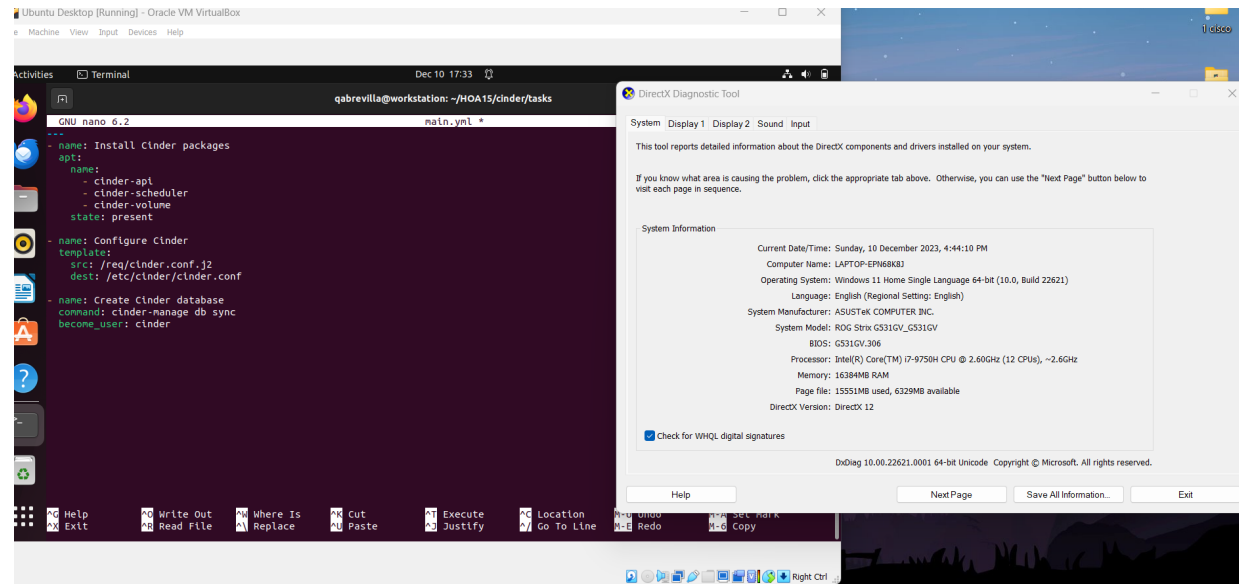 Ubuntu Desktop [Running] - Oracle VM VirtualBox
Machine View Input Devices Help
Activities
Terminal
Dec 10 17:33
qabrevilla@workstation: ~/HOA15/cinder/tasks
GNU nano 6.2
main.yml *
---
- name: Install Cinder packages
apt:
name:
- cinder-api
- cinder-scheduler
- cinder-volume
state: present
- name: Configure Cinder
template:
src: /req/cinder.conf.j2
dest: /etc/cinder/cinder.conf
- name: Create Cinder database
command: cinder-manage db sync
become_user: cinder
^G Help ^O Write Out ^W Where Is ^K Cut ^T Execute ^C Location M-U Undo M-A Set Mark
^X Exit ^R Read File ^\ Replace ^U Paste ^J Justify ^/ Go To Line M-E Redo M-6 Copy
Right Ctrl
1 cisco
DirectX Diagnostic Tool
System Display 1 Display 2 Sound Input
This tool reports detailed information about the DirectX components and drivers installed on your system.
If you know what area is causing the problem, click the appropriate tab above. Otherwise, you can use the "Next Page" button below to
visit each page in sequence.
System Information
Current Date/Time: Sunday, 10 December 2023, 4:44:10 PM
Computer Name: LAPTOP-EPN68K8J
Operating System: Windows 11 Home Single Language 64-bit (10.0, Build 22621)
Language: English (Regional Setting: English)
System Manufacturer: ASUSTeK COMPUTER INC.
System Model: ROG Strix G531GV_G531GV
BIOS: G531GV.306
Processor: Intel(R) Core(TM) i7-9750H CPU @ 2.60GHz (12 CPUs), ~2.6GHz
Memory: 16384MB RAM
Page file: 15551MB used, 6329MB available
DirectX Version: DirectX 12
Check for WHQL digital signatures
DxDiag 10.00.22621.0001 64-bit Unicode Copyright © Microsoft. All rights reserved.
Help
Next Page
Save All Information...
Exit